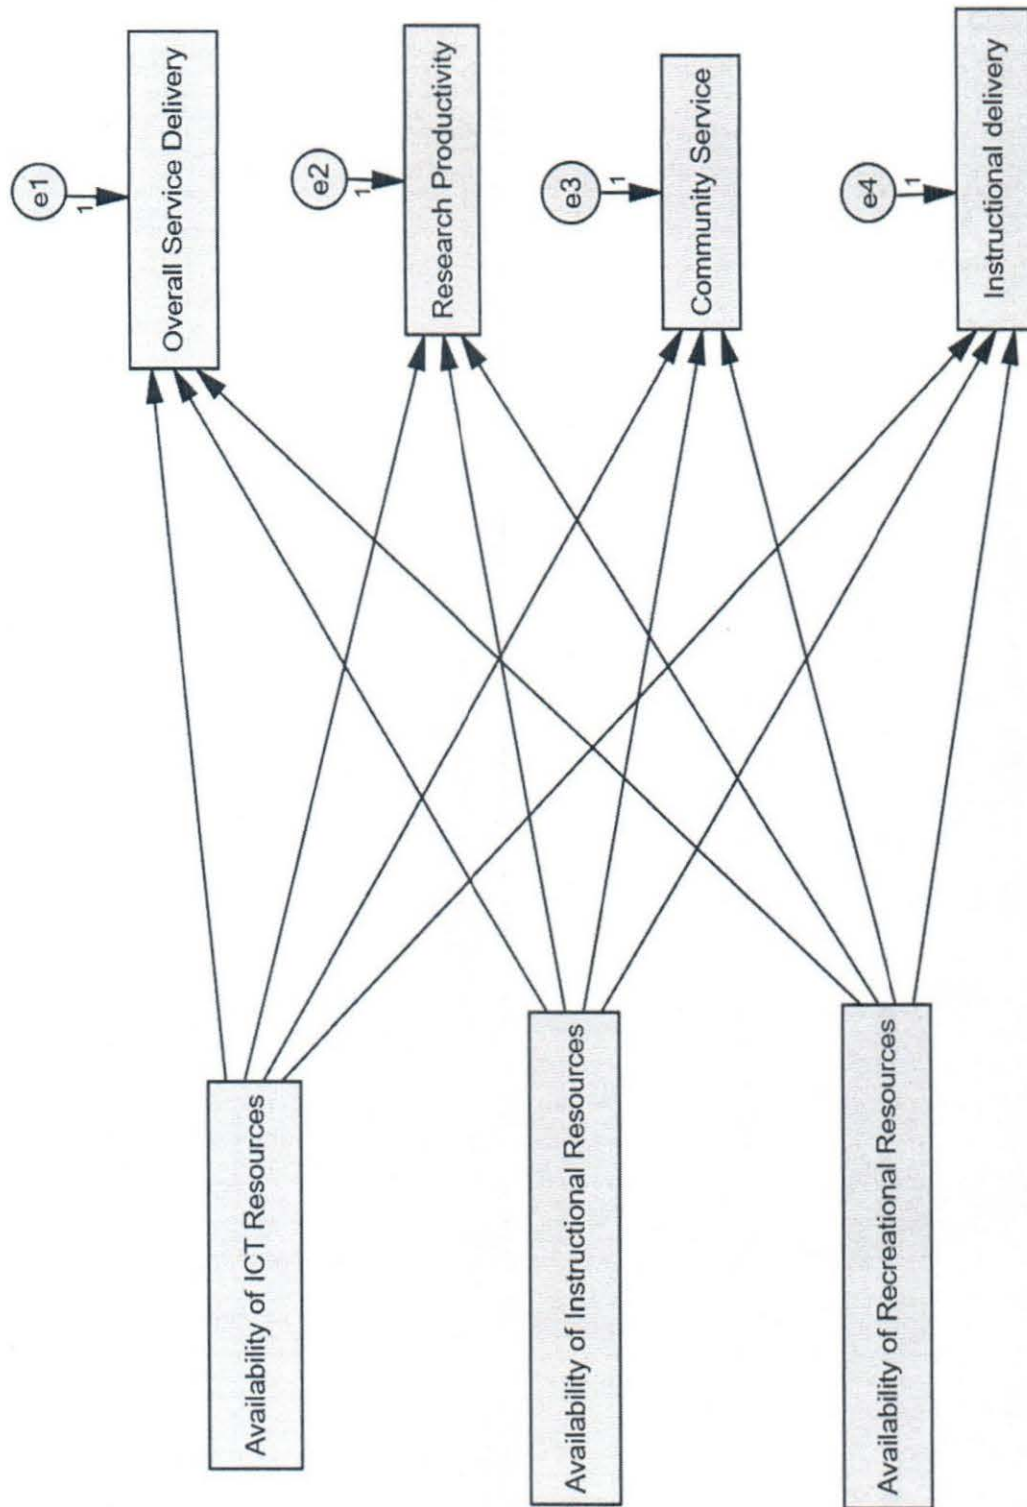 Availability of ICT Resources
Availability of Instructional Resources
Availability of Recreational Resources
Overall Service Delivery
e1
1
Research Productivity
e2
1
Community Service
e3
1
Instructional delivery
e4
1